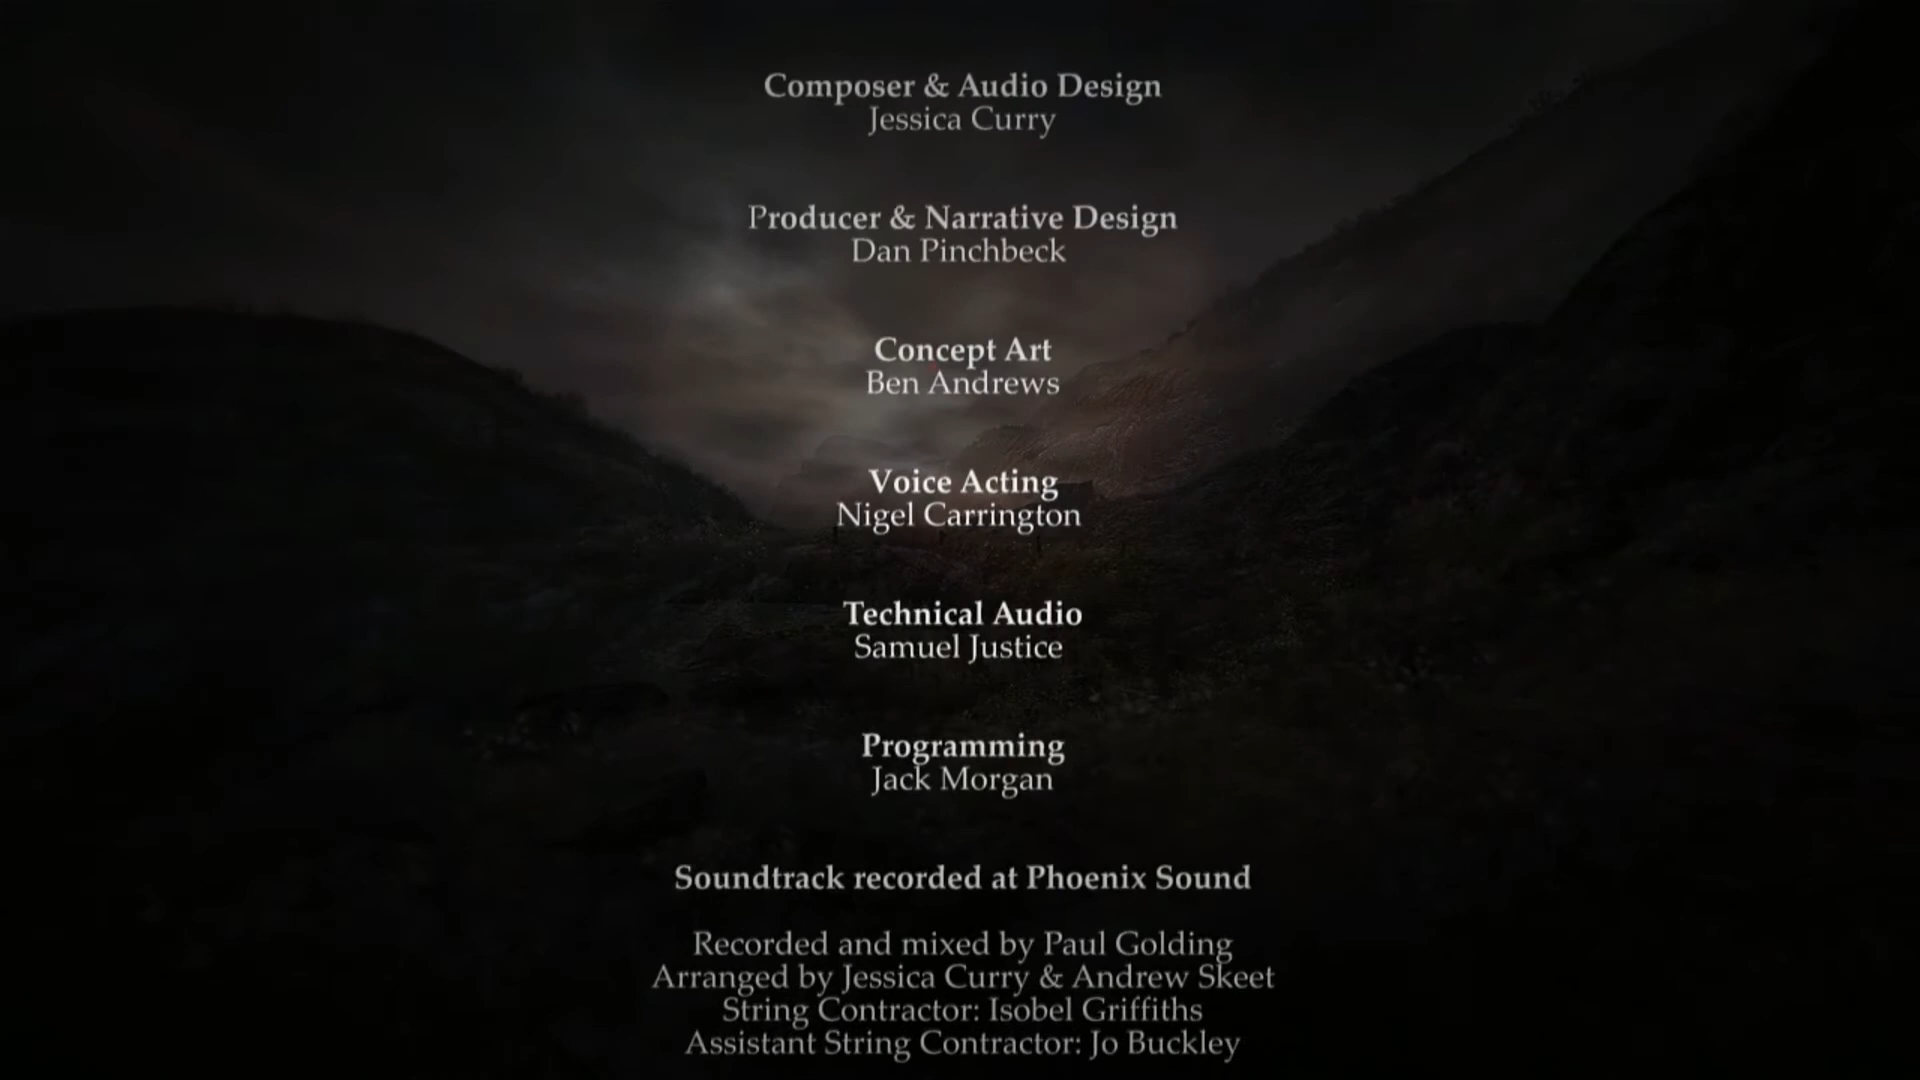 Composer & Audio Design
Jessica Curry
Producer & Narrative Design
Dan Pinchbeck
Concept Art
Ben Andrews
Voice Acting
Nigel Carrington
Technical Audio
Samuel Justice
Programming
Jack Morgan
Soundtrack recorded at Phoenix Sound
Recorded and mixed by Paul Golding
Arranged by Jessica Curry & Andrew Skeet
String Contractor: Isobel Griffiths
Assistant String Contractor: Jo Buckley